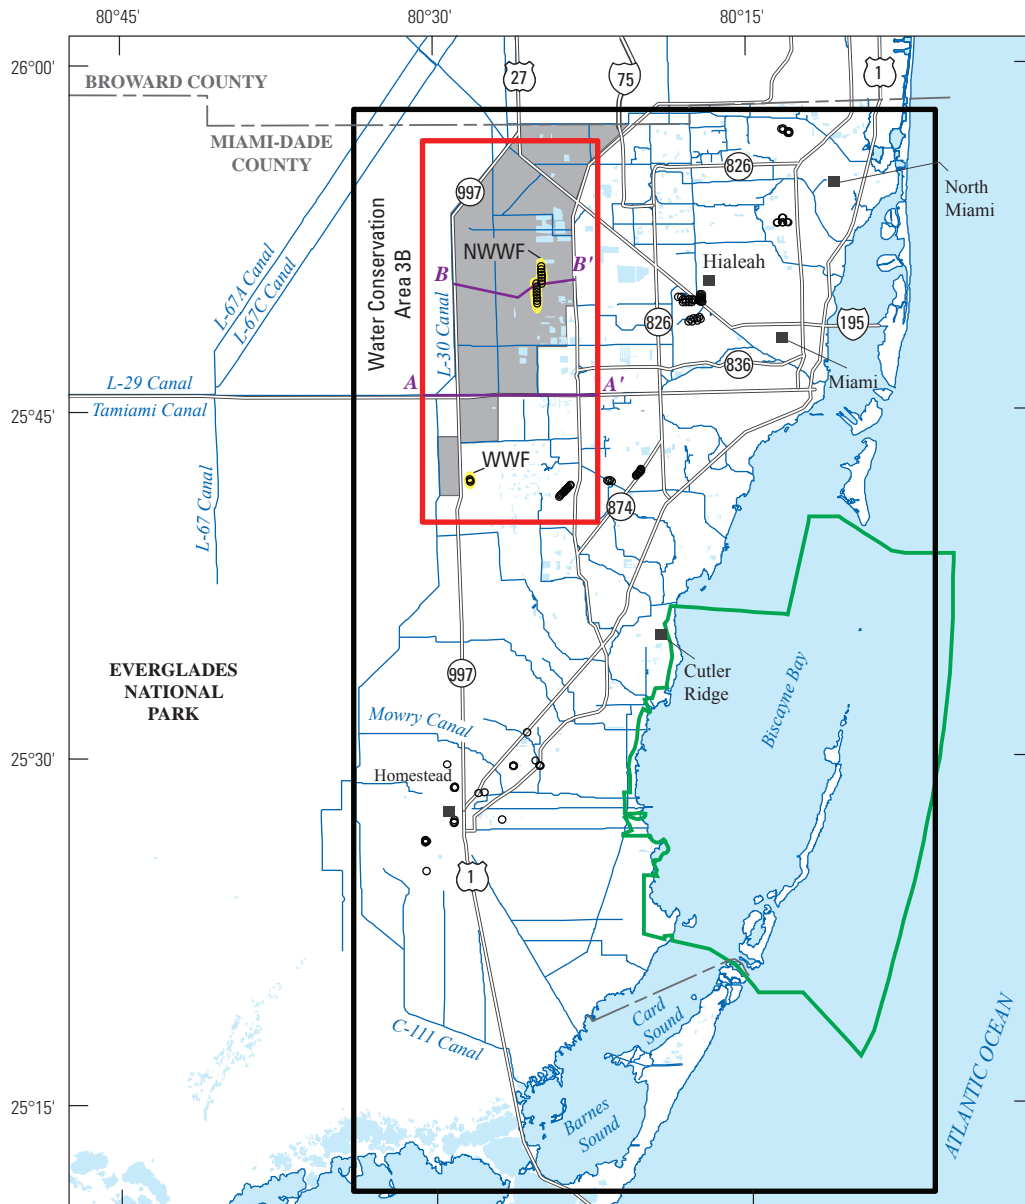 80°45'
80°30'
80°15'
26°00'
BROWARD COUNTY
27
75
1
MIAMI-DADE
COUNTY
826
997
North
Miami
Water Conservation
Area 3B
NWWF
B
B'
Hialeah
L-67A Canal
L-67C Canal
L-30 Canal
826
195
836
L-29 Canal
A
A'
Miami
Tamiami Canal
25°45'
WWF
L-67 Canal
874
EVERGLADES
NATIONAL
PARK
997
Cutler
Ridge
Biscayne Bay
Mowry Canal
25°30'
Homestead
1
Card
Sound
C-111 Canal
ATLANTIC OCEAN
25°15'
Barnes
Sound